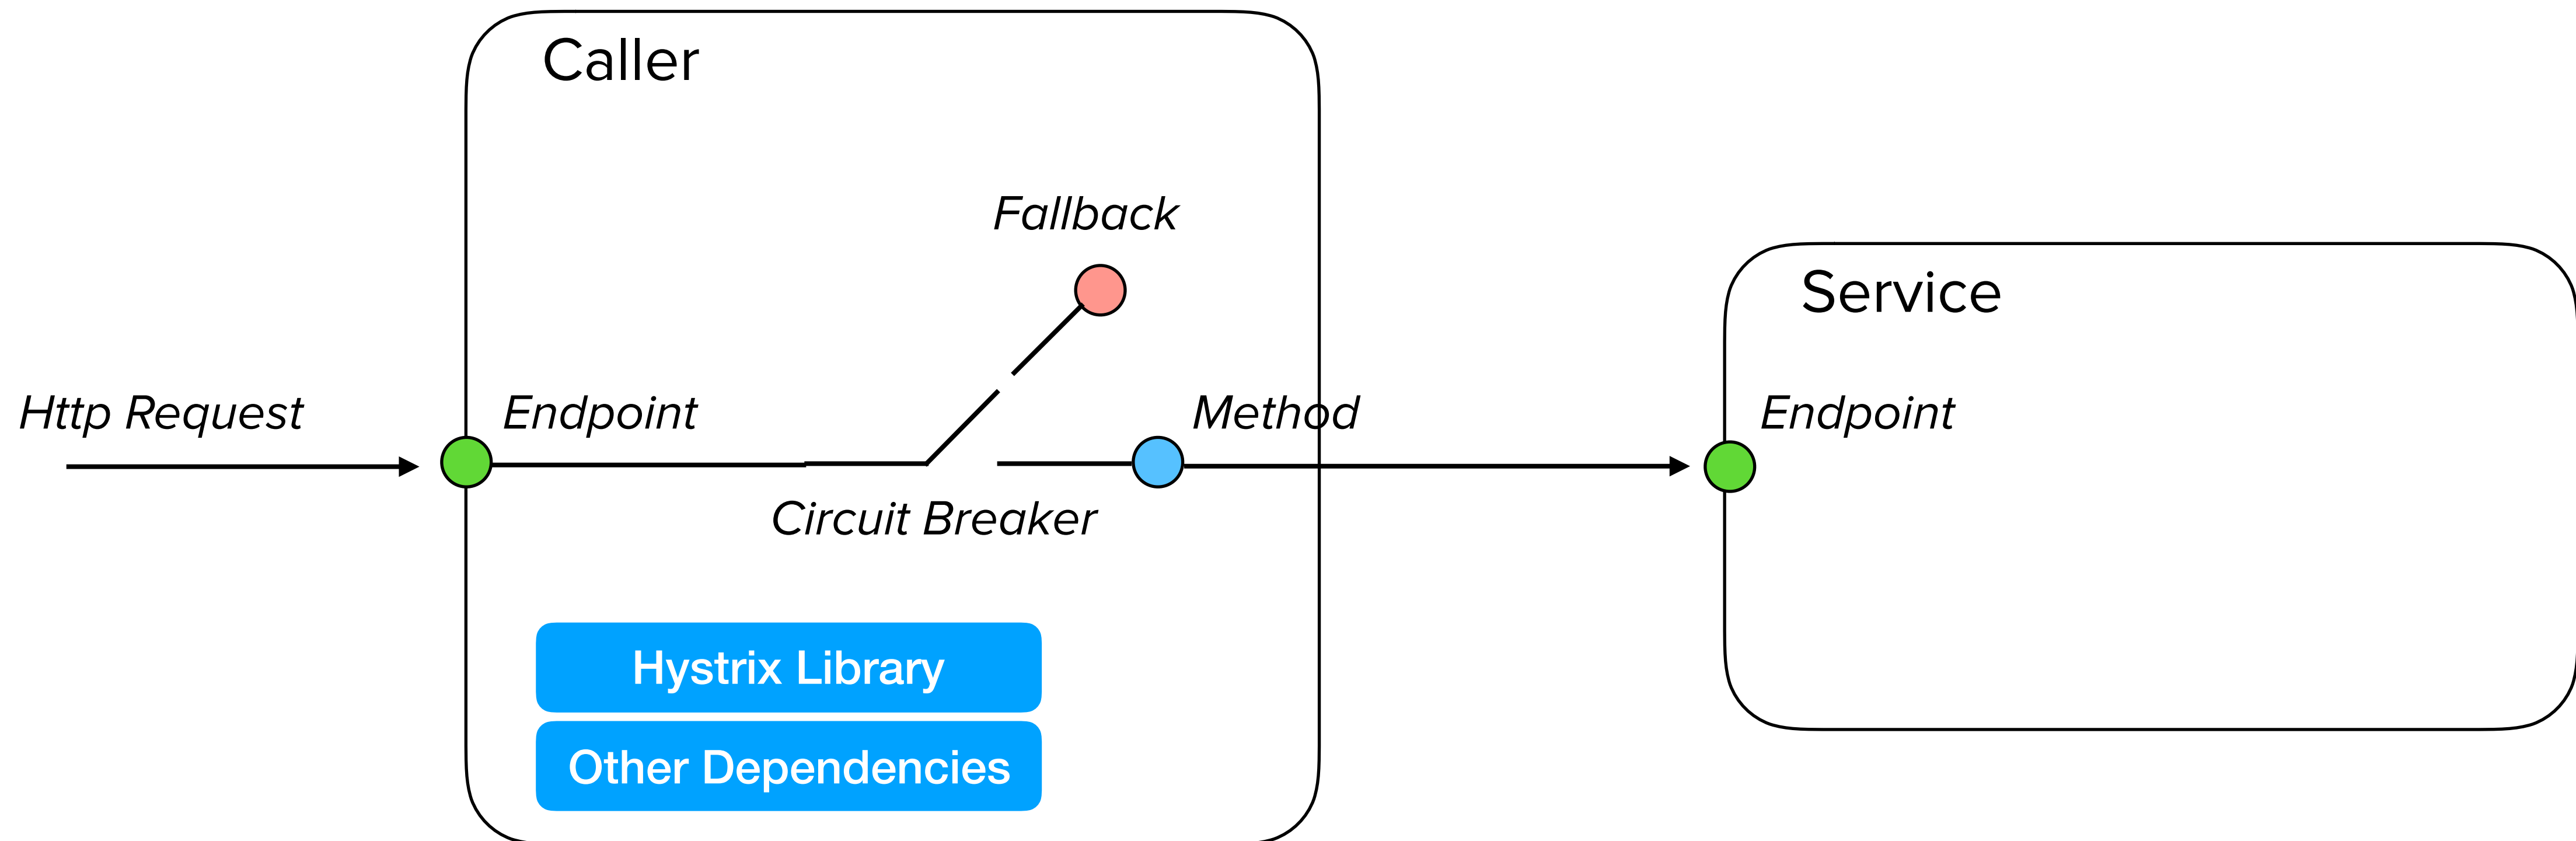 Caller
Fallback
Service
Http Request
Endpoint
Method
Endpoint
Circuit Breaker
Hystrix Library
Other Dependencies